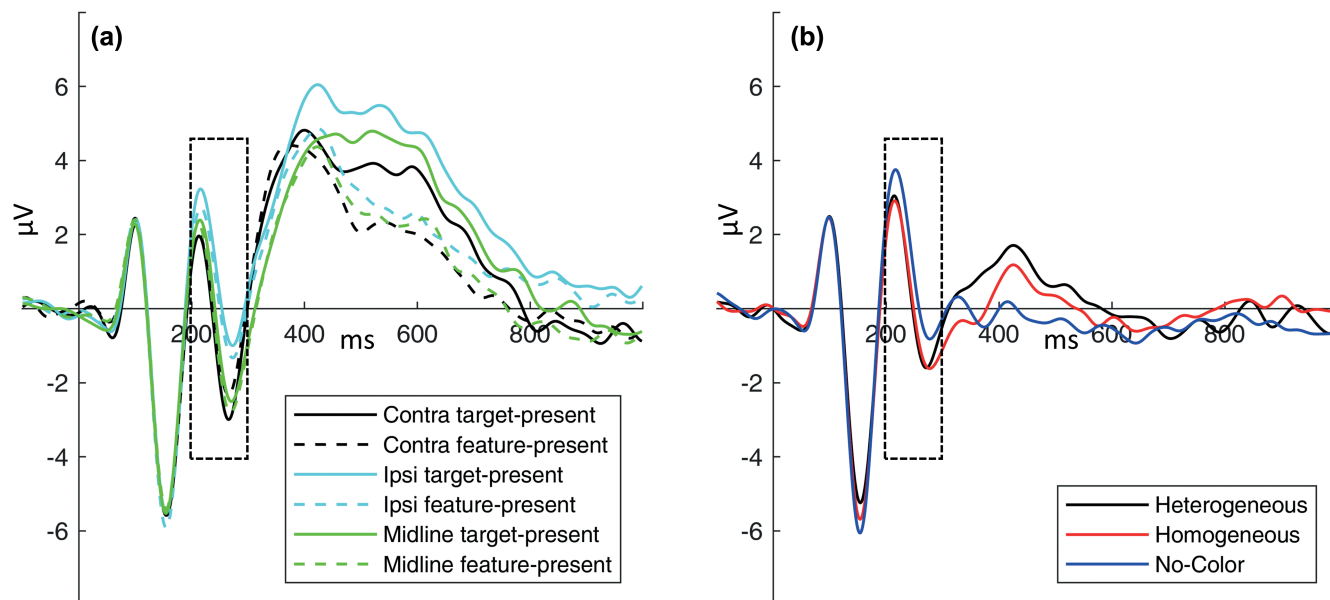 (a)
6
4
2
-2
-4
-6
µV
200
400
600
800
ms
Contra target-present
Contra feature-present
Ipsi target-present
Ipsi feature-present
Midline target-present
Midline feature-present
(b)
6
4
2
-2
-4
-6
µV
200
400
600
800
ms
Heterogeneous
Homogeneous
No-Color